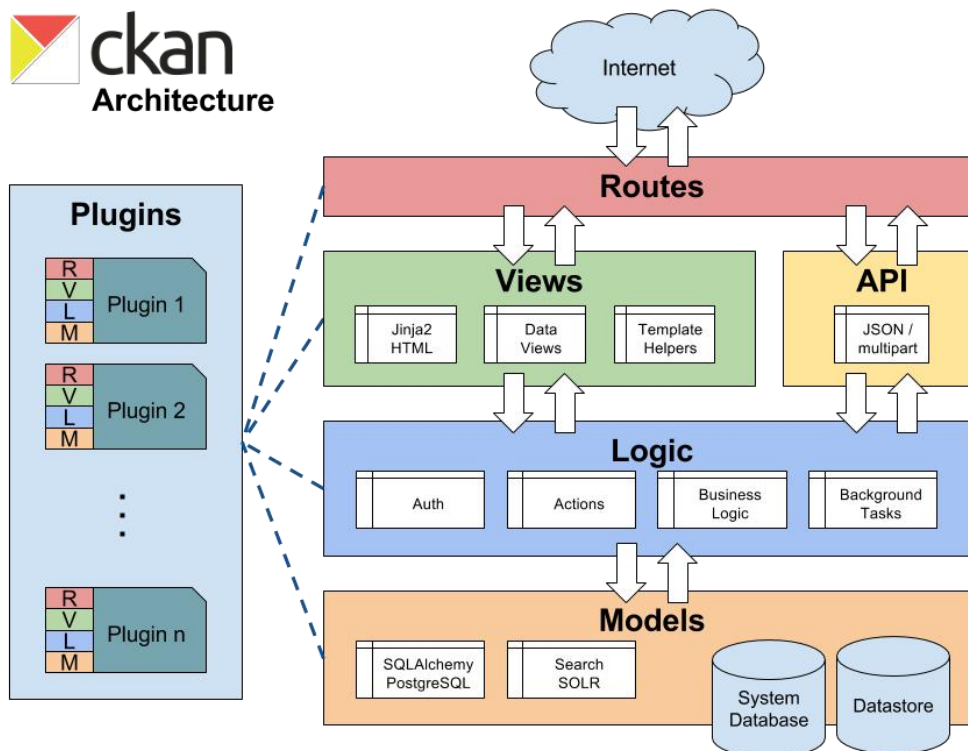 ckan
Architecture
Internet
Routes
Plugins
R
V
L
M
Plugin 1
R
V
L
M
Plugin 2
R
V
L
M
Plugin n
Views
Jinja2
HTML
Data
Views
Template
Helpers
API
JSON /
multipart
Logic
Auth
Actions
Business
Logic
Background
Tasks
Models
SQLAlchemy
PostgreSQL
Search
SOLR
System
Database
Datastore